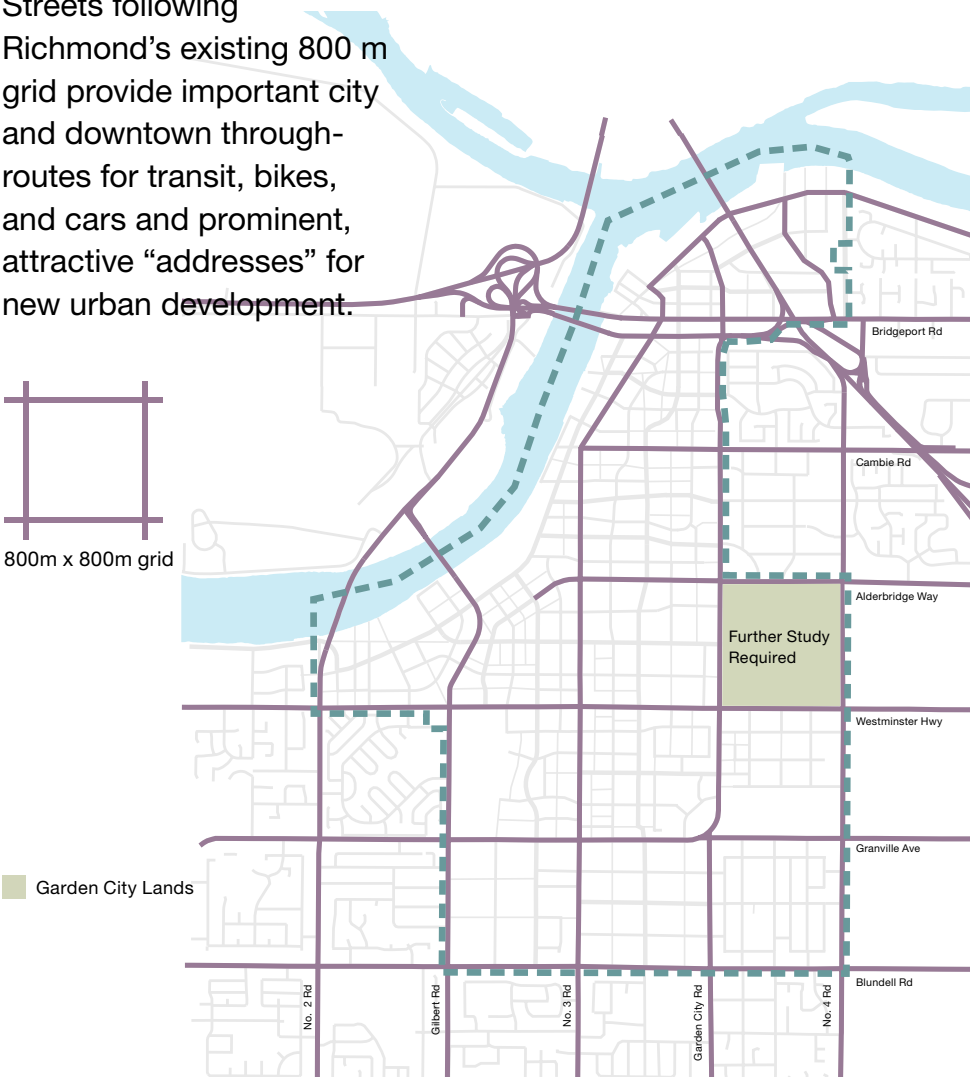 Streets following
Richmond’s existing 800 m
grid provide important city
and downtown through-
routes for transit, bikes,
and cars and prominent,
attractive “addresses” for
new urban development.
800m x 800m grid
Bridgeport Rd
Cambie Rd
Alderbridge Way
Further Study
Required
Westminster Hwy
Granville Ave
Garden City Lands
Blundell Rd
No. 2 Rd
Gilbert Rd
No. 3 Rd
Garden City Rd
No. 4 Rd